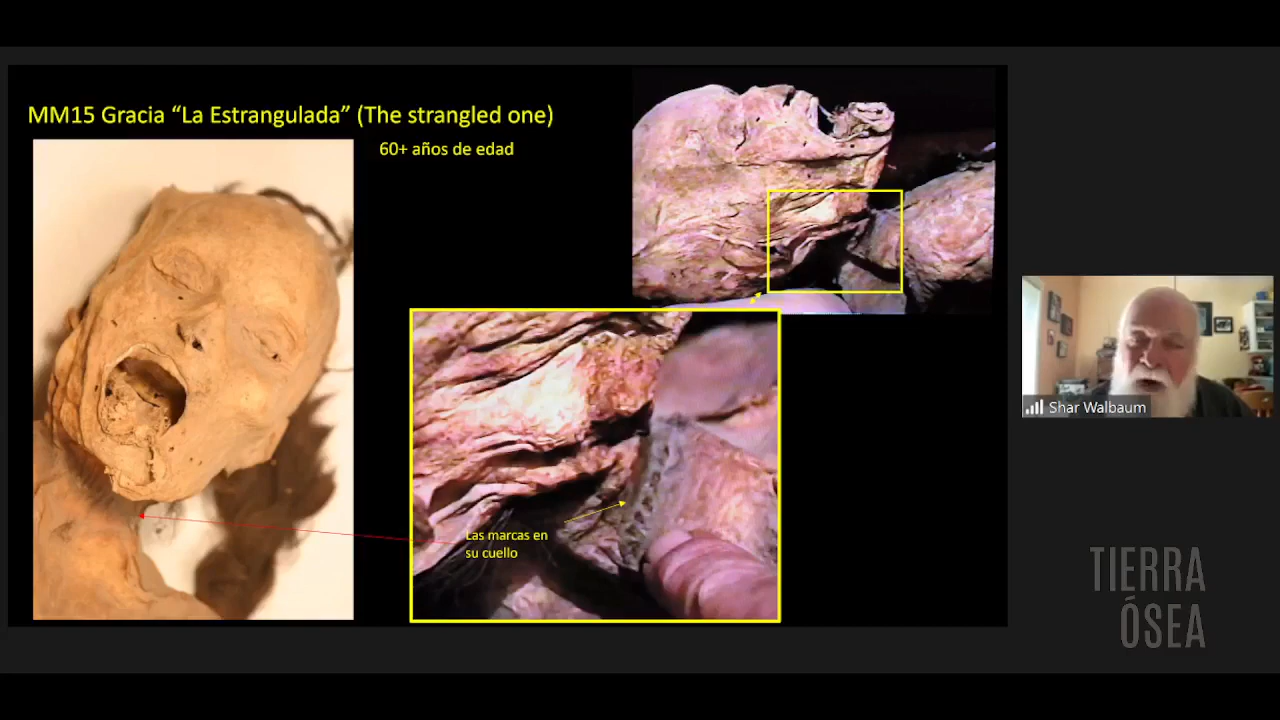 MM15 Gracia “La Estrangulada” (The strangled one)
60+ años de edad
Las marcas en
su cuello
Shar Walbaum
TIERRA
ÓSEA